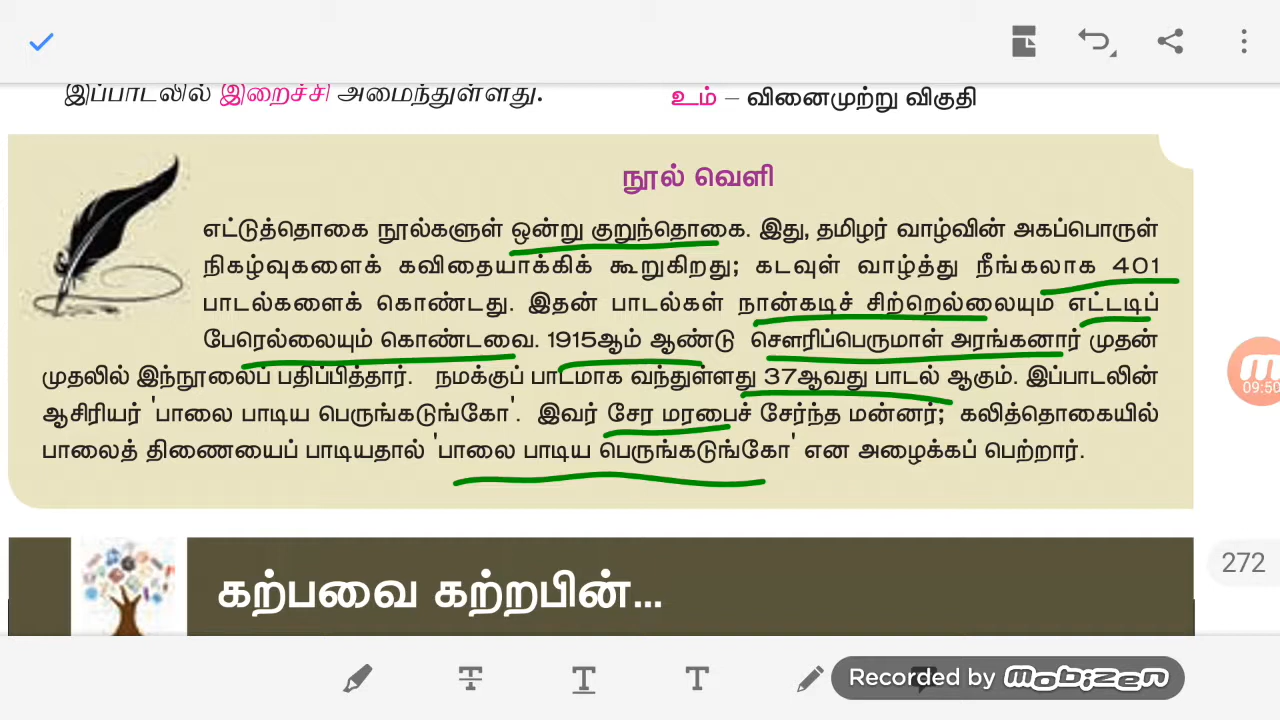 இப்பாடலில் இறைச்சி அமைந்துள்ளது.
உம் – வினைமுற்று விகுதி
நூல் வெளி
எட்டுத்தொகை நூல்களுள் ஒன்று குறுந்தொகை. இது, தமிழர் வாழ்வின் அகப்பொருள்
நிகழ்வுகளைக் கவிதையாக்கிக் கூறுகிறது; கடவுள் வாழ்த்து நீங்கலாக 401
பாடல்களைக் கொண்டது. இதன் பாடல்கள் நான்கடிச் சிற்றெல்லையும் எட்டடிப்
பேரெல்லையும் கொண்டவை. 1915ஆம் ஆண்டு சௌரிப்பெருமாள் அரங்கனார் முதன்
முதலில் இந்நூலைப் பதிப்பித்தார். நமக்குப் பாடமாக வந்துள்ளது 37ஆவது பாடல் ஆகும். இப்பாடலின்
ஆசிரியர் 'பாலை பாடிய பெருங்கடுங்கோ'. இவர் சேர மரபைச் சேர்ந்த மன்னர்; கலித்தொகையில்
பாலைத் திணையைப் பாடியதால் 'பாலை பாடிய பெருங்கடுங்கோ' என அழைக்கப் பெற்றார்.
09:50
272
கற்பவை கற்றபின்...
T T T
Recorded by mobizen